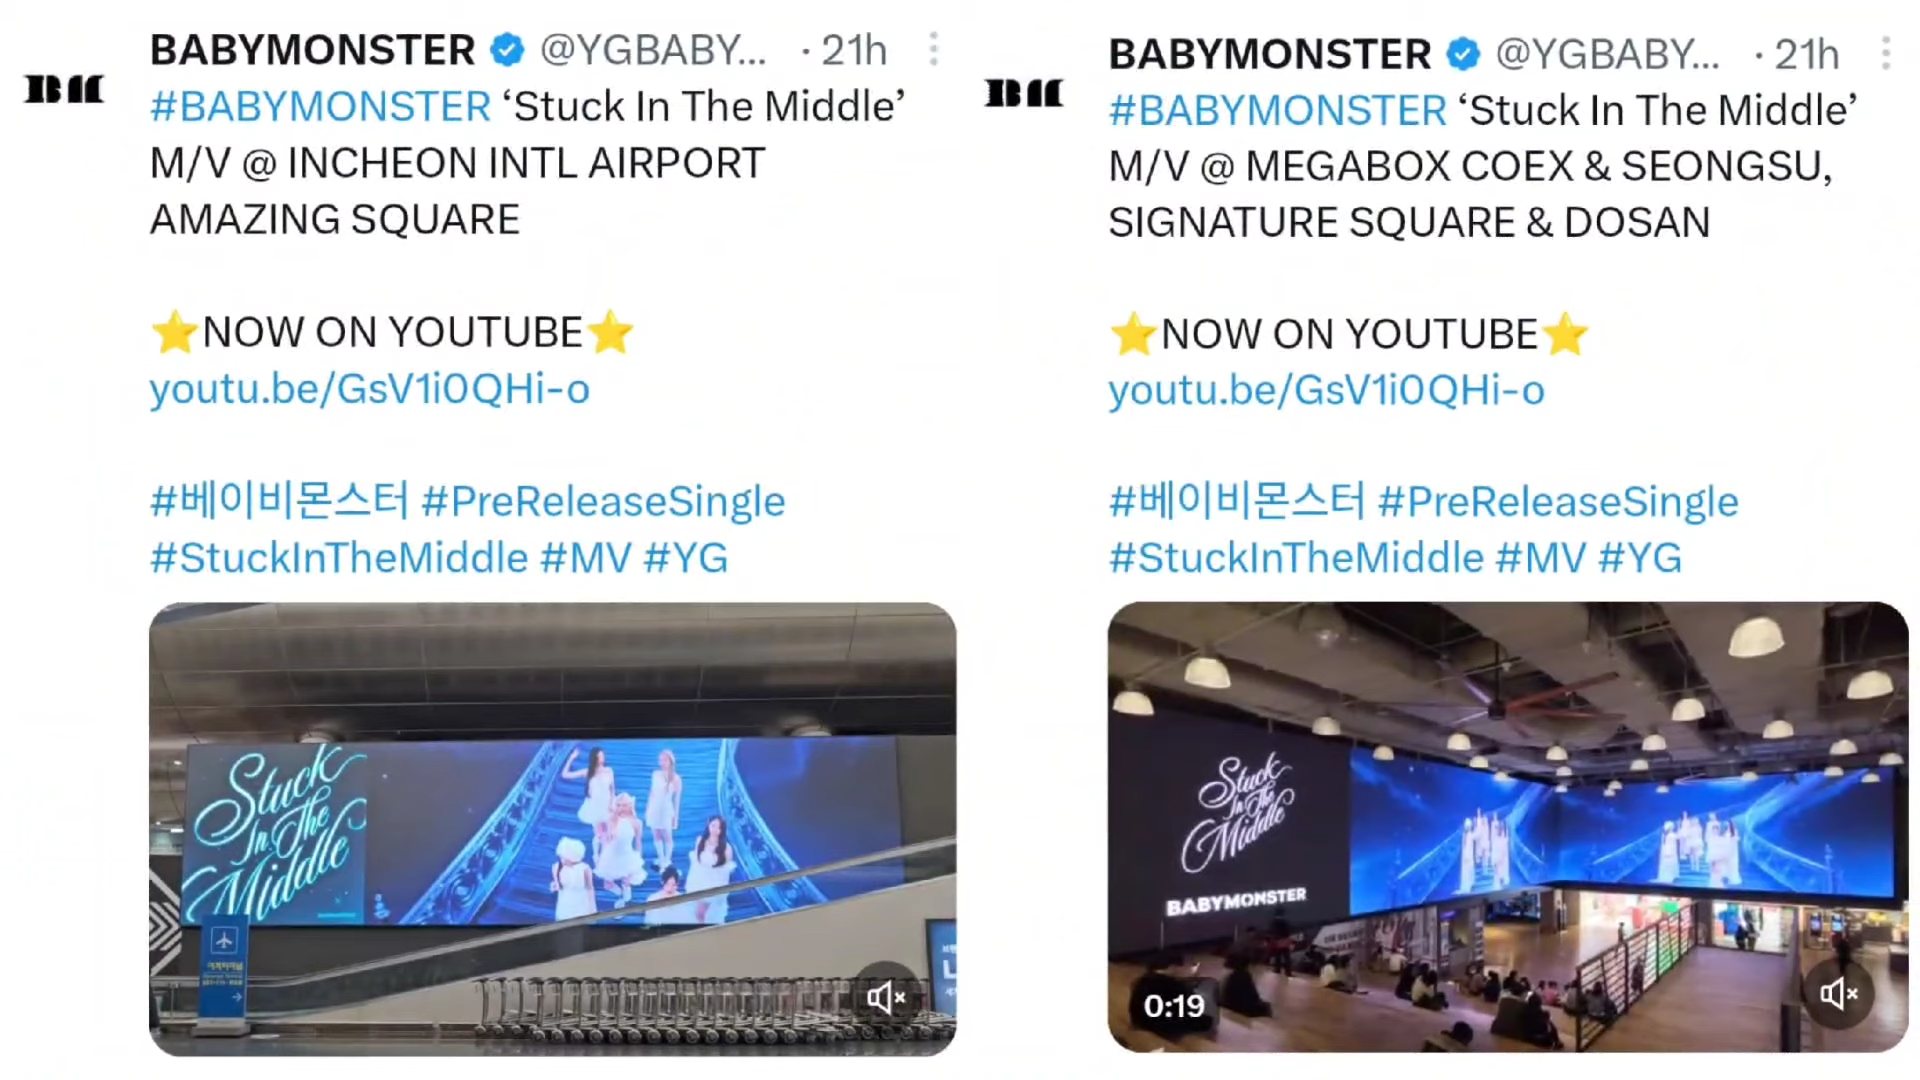 BABYMONSTER @YGBABY... · 21h
#BABYMONSTER ‘Stuck In The Middle’
M/V @ INCHEON INTL AIRPORT
AMAZING SQUARE
⭐NOW ON YOUTUBE⭐
youtu.be/GsV1i0QHi-o
#베이비몬스터 #PreReleaseSingle
#StuckInTheMiddle #MV #YG
Stuck
In The
Middle
BABYMONSTER @YGBABY... · 21h
#BABYMONSTER ‘Stuck In The Middle’
M/V @ MEGABOX COEX & SEONGSU,
SIGNATURE SQUARE & DOSAN
⭐NOW ON YOUTUBE⭐
youtu.be/GsV1i0QHi-o
#베이비몬스터 #PreReleaseSingle
#StuckInTheMiddle #MV #YG
Stuck
In The
Middle
BABYMONSTER
0:19